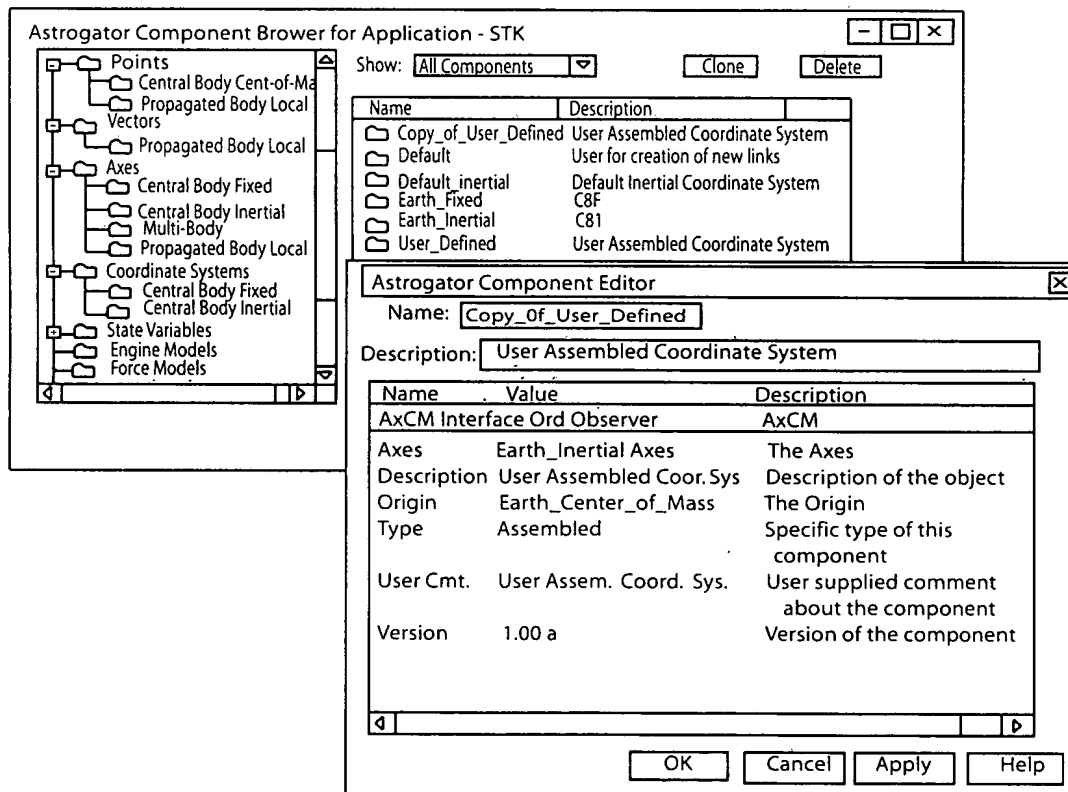 Astrogator Component Brower for Application - STK
Points
Central Body Cent-of-Ma
Propagated Body Local
Vectors
Propagated Body Local
Axes
Central Body Fixed
Central Body Inertial
Multi-Body
Propagated Body Local
Coordinate Systems
Central Body Fixed
Central Body Inertial
State Variables
Engine Models
Force Models
Show: All Components Clone Delete
Name Description
Copy_of_User_Defined User Assembled Coordinate System
Default User for creation of new links
Default_inertial Default Inertial Coordinate System
Earth_Fixed C8F
Earth_Inertial C81
User_Defined User Assembled Coordinate System
Astrogator Component Editor
Name: Copy_0f_User_Defined
Description: User Assembled Coordinate System
Name Value Description
AxCM Interface Ord Observer AxCM
Axes Earth_Inertial Axes The Axes
Description User Assembled Coor. Sys Description of the object
Origin Earth_Center_of_Mass The Origin
Type Assembled Specific type of this
component
User Cmt. User Assem. Coord. Sys. User supplied comment
about the component
Version 1.00 a Version of the component
OK Cancel Apply Help